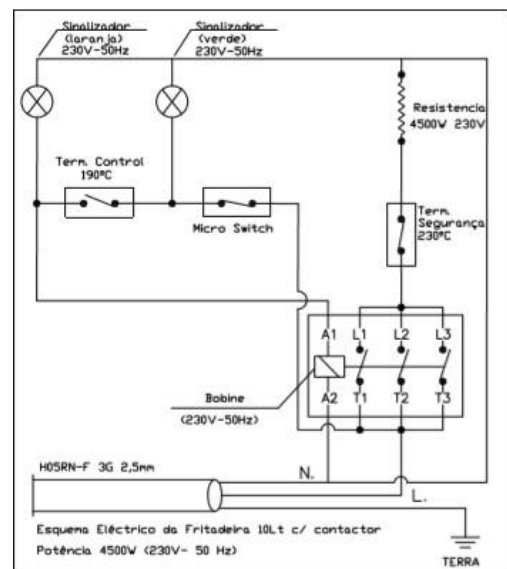 Sinalizador
(laranja)
230V-50Hz
Sinalizador
(verde)
230V-50Hz
Resistencia
4500W 230V
Term. Control
190ºC
Micro Switch
Term.
Segurança
230ºC
A1 L1 L2 L3
A2 T1 T2 T3
Bobine
(230V-50Hz)
H05RN-F 3G 2,5mm
N.
L.
Esquema Eléctrico da Fritadeira 10Lt c/ contactor
Potência 4500W (230V- 50 Hz)
TERRA